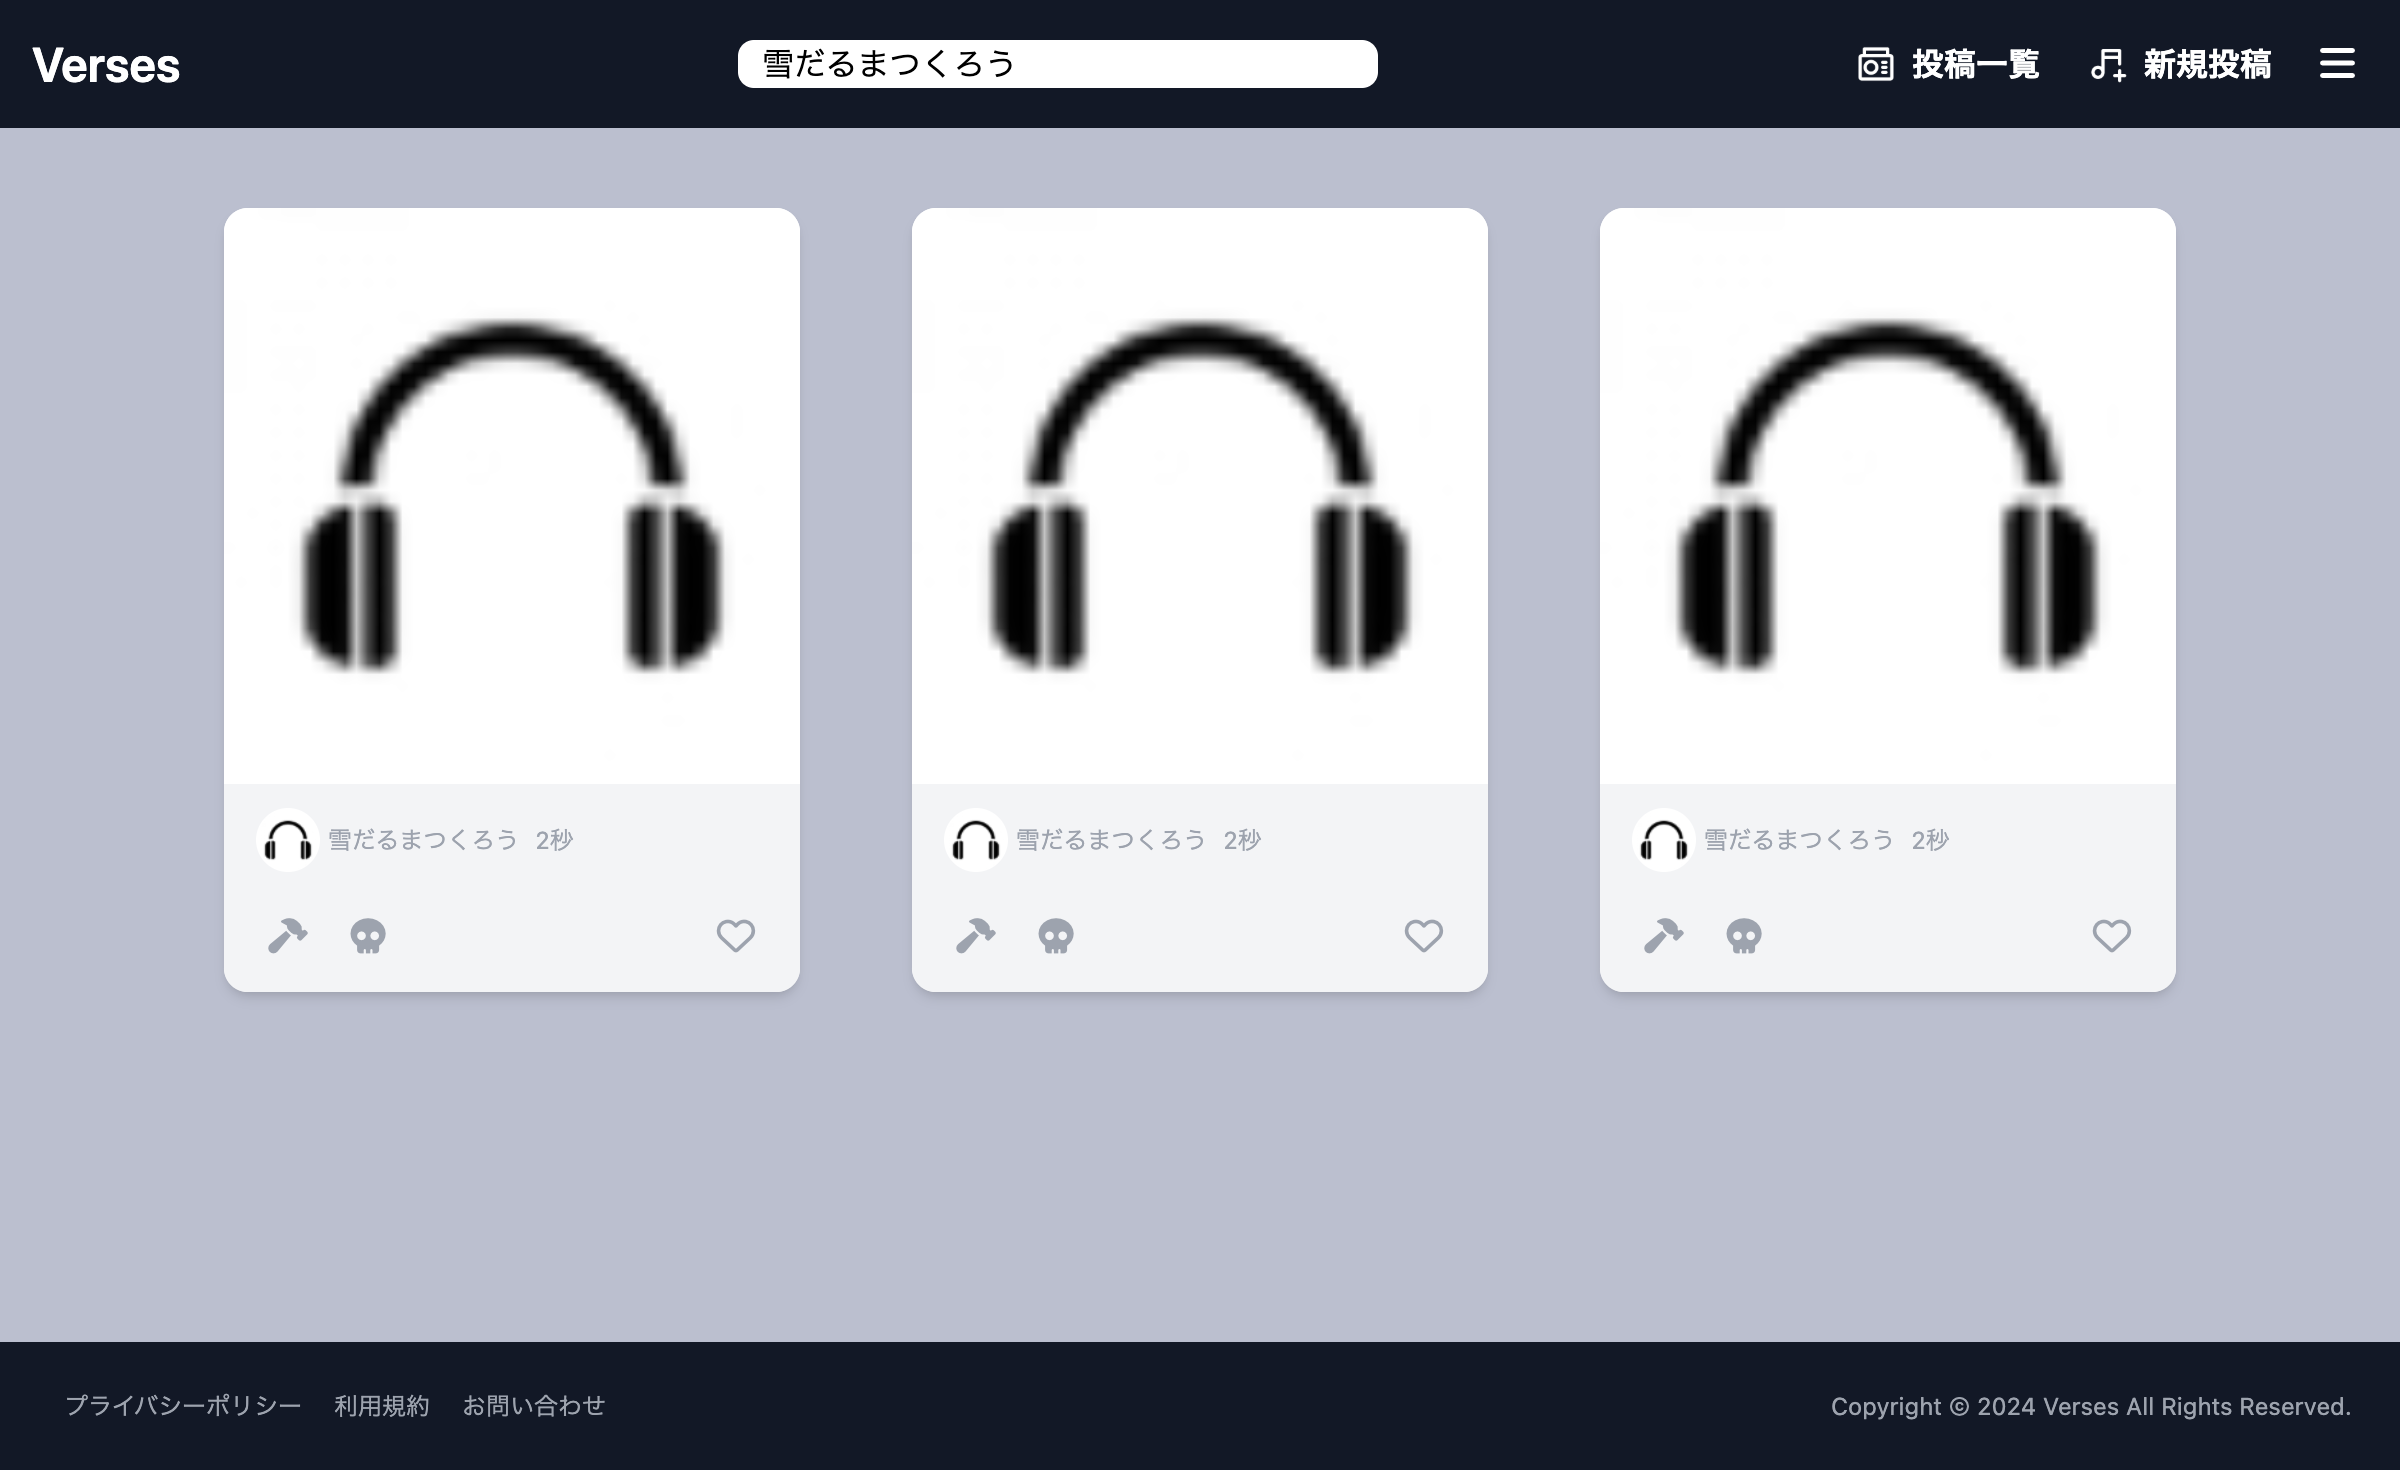 Verses
雪だるまつくろう
投稿一覧
新規投稿
雪だるまつくろう 2秒
雪だるまつくろう 2秒
雪だるまつくろう 2秒
プライバシーポリシー 利用規約 お問い合わせ
Copyright © 2024 Verses All Rights Reserved.